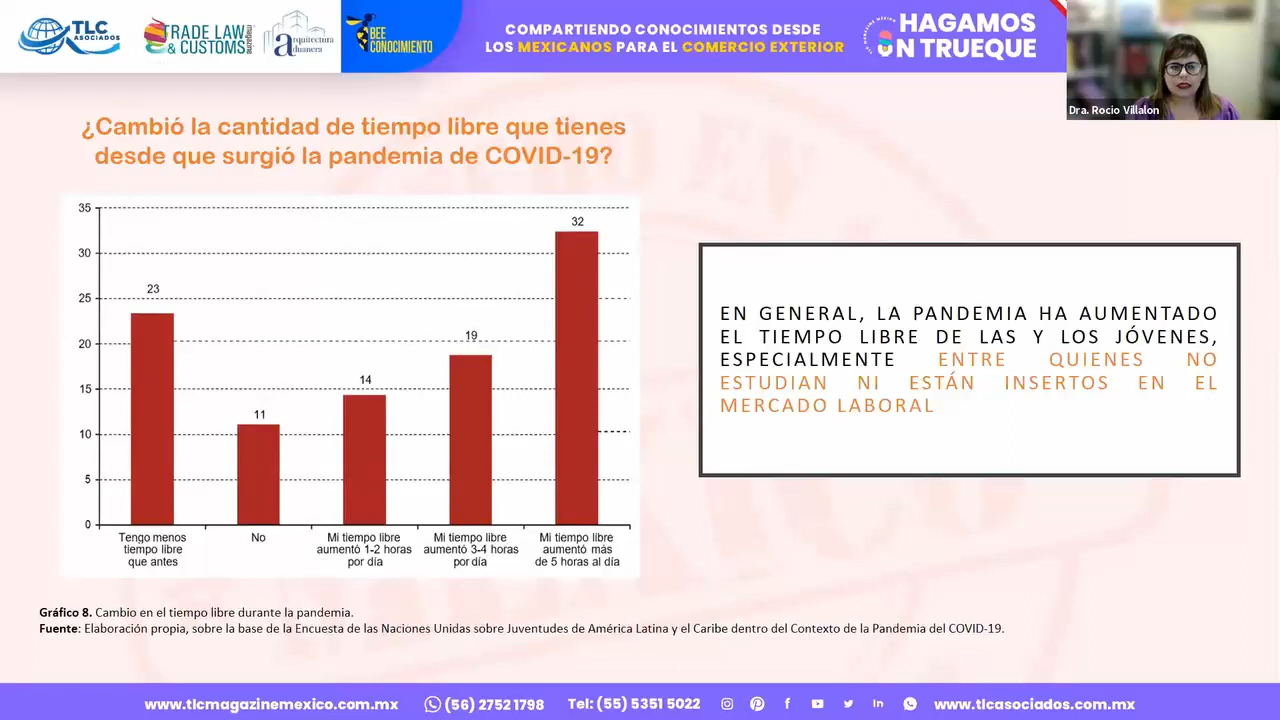 TLC
ASOCIADOS
TRADE LAW
& CUSTOMS
magazine
arquitectura
aduanera
BEE
CONOCIMIENTO
COMPARTIENDO CONOCIMIENTOS DESDE
LOS MEXICANOS PARA EL COMERCIO EXTERIOR
HAGAMOS
UN TRUEQUE
Dra. Rocio Villalon
¿Cambió la cantidad de tiempo libre que tienes
desde que surgió la pandemia de COVID-19?
35
30
25
20
15
10
5
0
23
11
14
19
32
Tengo menos
tiempo libre
que antes
No
Mi tiempo libre
aumentó 1-2 horas
por día
Mi tiempo libre
aumentó 3-4 horas
por día
Mi tiempo libre
aumentó más
de 5 horas al día
EN GENERAL, LA PANDEMIA HA AUMENTADO
EL TIEMPO LIBRE DE LAS Y LOS JÓVENES,
ESPECIALMENTE ENTRE QUIENES NO
ESTUDIAN NI ESTÁN INSERTOS EN EL
MERCADO LABORAL
Gráfico 8. Cambio en el tiempo libre durante la pandemia.
Fuente: Elaboración propia, sobre la base de la Encuesta de las Naciones Unidas sobre Juventudes de América Latina y el Caribe dentro del Contexto de la Pandemia del COVID-19.
www.tlcmagazinemexico.com.mx
(56) 2752 1798
Tel: (55) 5351 5022
www.tlcasociados.com.mx